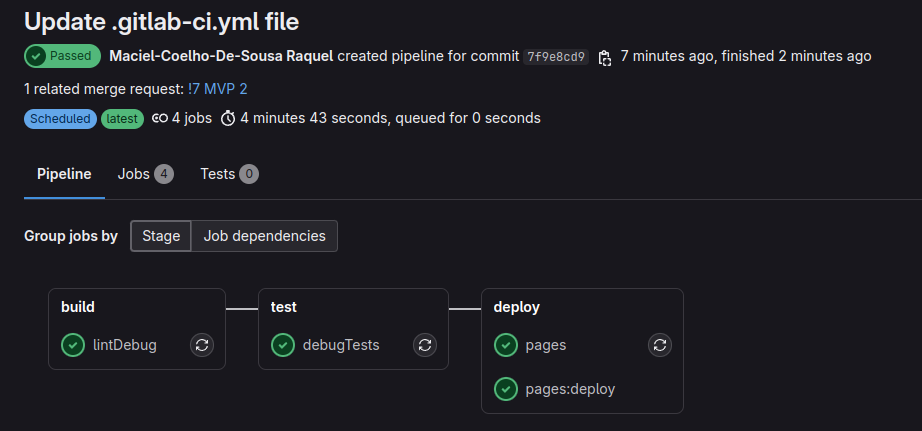 Update .gitlab-ci.yml file
Passed Maciel-Coelho-De-Sousa Raquel created pipeline for commit 7f9e8cd9 7 minutes ago, finished 2 minutes ago
1 related merge request: !7 MVP 2
Scheduled latest 4 jobs 4 minutes 43 seconds, queued for 0 seconds
Pipeline Jobs 4 Tests 0
Group jobs by Stage Job dependencies
build test deploy
lintDebug debugTests pages
pages:deploy